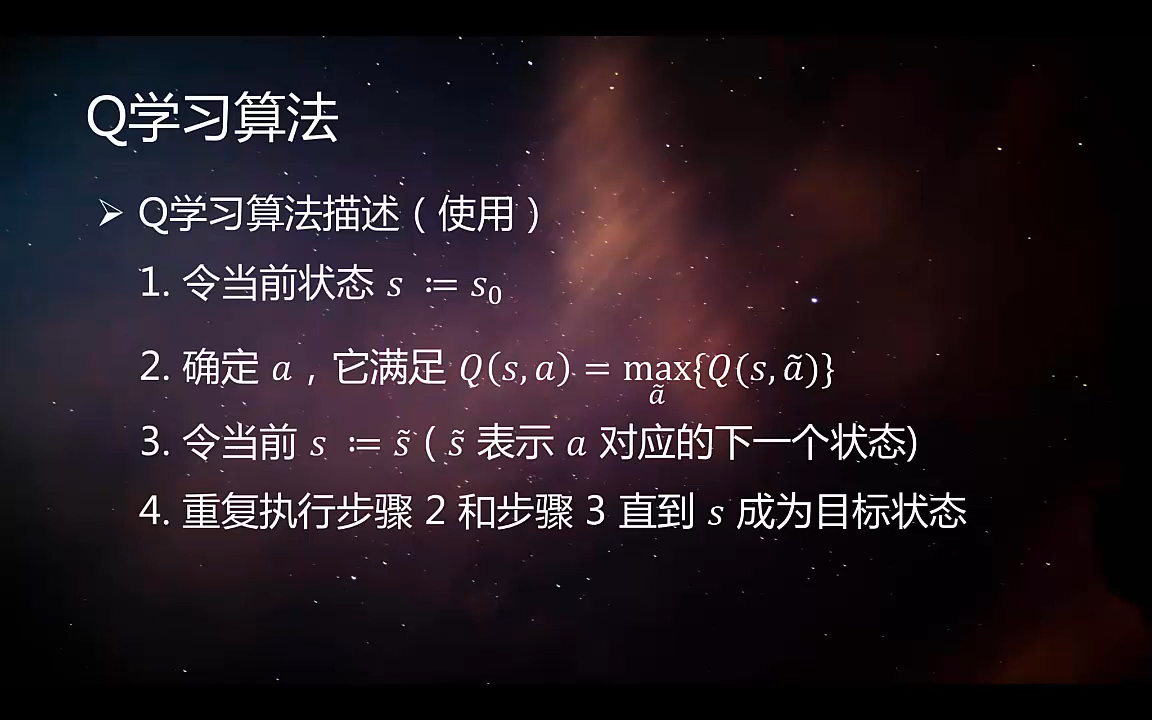 Q学习算法
➢ Q学习算法描述（使用）
1. 令当前状态 s := s₀
2. 确定 a，它满足 Q(s,a) = max_ã{Q(s,ã)}
3. 令当前 s := s̃ ( s̃ 表示 a 对应的下一个状态)
4. 重复执行步骤 2 和步骤 3 直到 s 成为目标状态